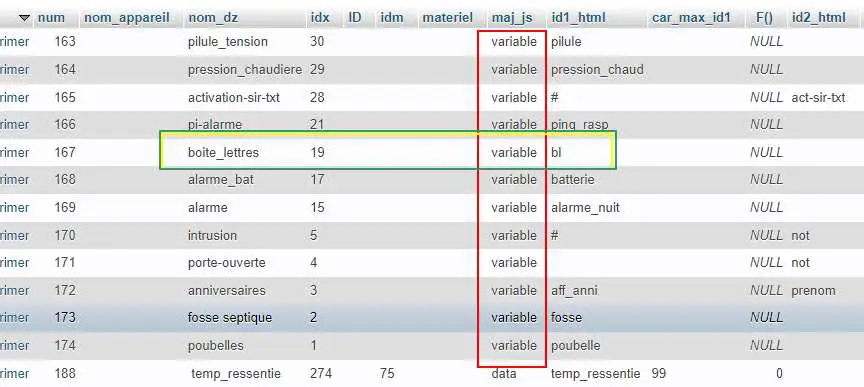 num nom_appareil nom_dz idx ID idm materiel maj_js id1_html car_max_id1 F() id2_html
rimer 163 pilule_tension 30 variable pilule NULL
rimer 164 pression_chaudiere 29 variable pression_chaud NULL
rimer 165 activation-sir-txt 28 variable # NULL act-sir-txt
rimer 166 pi-alarme 21 variable ping_rasp NULL
rimer 167 boite_lettres 19 variable bl NULL
rimer 168 alarme_bat 17 variable batterie NULL
rimer 169 alarme 15 variable alarme_nuit NULL
rimer 170 intrusion 5 variable # NULL not
rimer 171 porte-ouverte 4 variable NULL not
rimer 172 anniversaires 3 variable aff_anni NULL prenom
rimer 173 fosse septique 2 variable fosse NULL
rimer 174 poubelles 1 variable poubelle NULL
rimer 188 temp_ressentie 274 75 data temp_ressentie 99 0